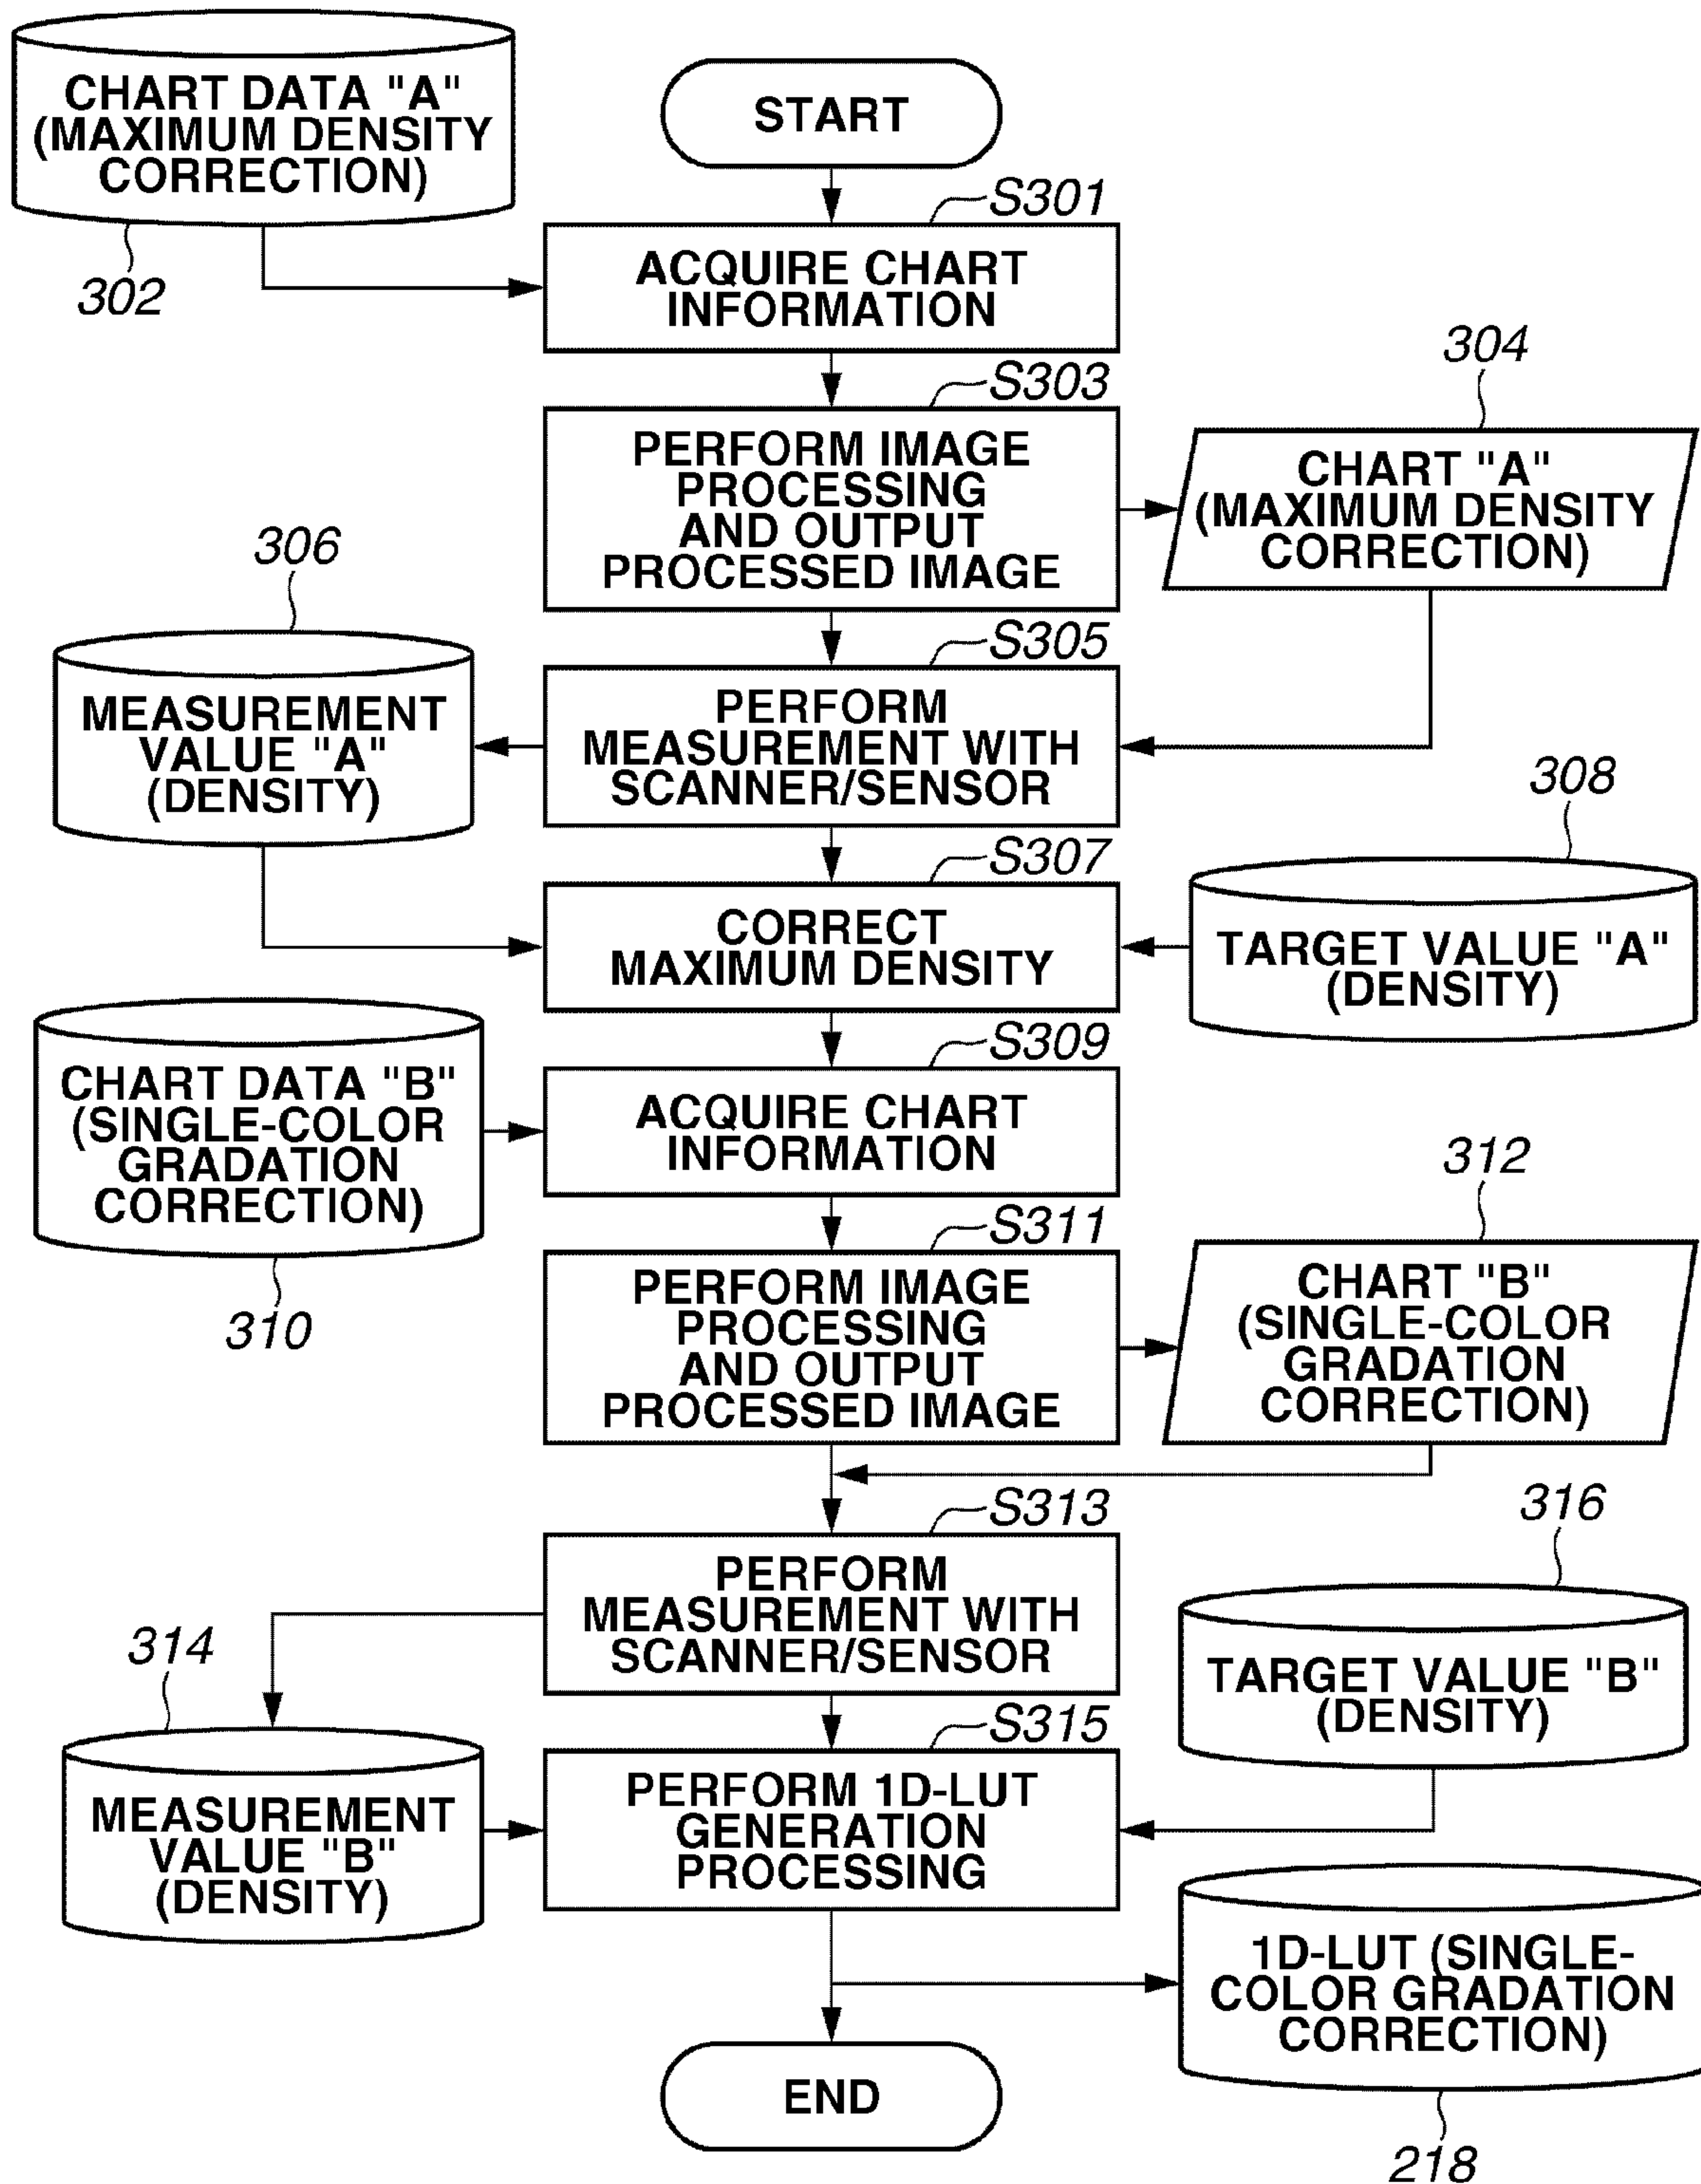 CHART DATA "A"
(MAXIMUM DENSITY
CORRECTION)
302
START
S301
ACQUIRE CHART
INFORMATION
S303
PERFORM IMAGE
PROCESSING
AND OUTPUT
PROCESSED IMAGE
304
CHART "A"
(MAXIMUM DENSITY
CORRECTION)
306
MEASUREMENT
VALUE "A"
(DENSITY)
S305
PERFORM
MEASUREMENT WITH
SCANNER/SENSOR
308
TARGET VALUE "A"
(DENSITY)
S307
CORRECT
MAXIMUM DENSITY
CHART DATA "B"
(SINGLE-COLOR
GRADATION
CORRECTION)
310
S309
ACQUIRE CHART
INFORMATION
S311
PERFORM IMAGE
PROCESSING
AND OUTPUT
PROCESSED IMAGE
312
CHART "B"
(SINGLE-COLOR
GRADATION
CORRECTION)
S313
PERFORM
MEASUREMENT WITH
SCANNER/SENSOR
316
TARGET VALUE "B"
(DENSITY)
314
MEASUREMENT
VALUE "B"
(DENSITY)
S315
PERFORM 1D-LUT
GENERATION
PROCESSING
1D-LUT (SINGLE-
COLOR GRADATION
CORRECTION)
218
END